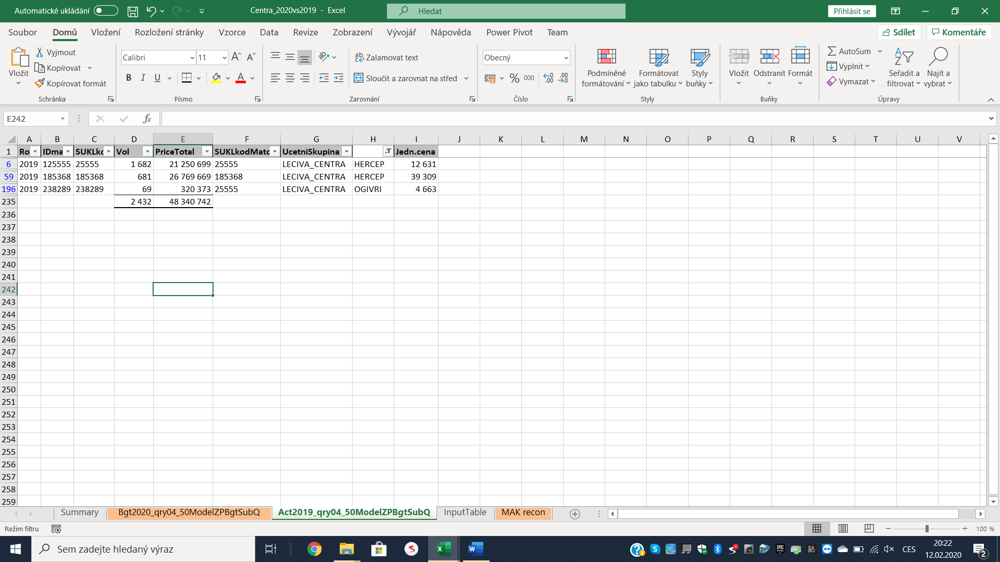 Automatické ukládání
Centra_2020vs2019 - Excel
Hledat
Přihlásit se
Soubor Domů Vložení Rozložení stránky Vzorce Data Revize Zobrazení Vývojář Nápověda Power Pivot Team
Sdílet Komentáře
Vložit
Vyjmout
Kopírovat
Kopírovat formát
Schránka
Calibri 11
B I U
Písmo
Zalamovat text
Sloučit a zarovnat na střed
Zarovnání
Obecný
% 000
Číslo
Podmíněné formátování
Formátovat jako tabulku
Styly buňky
Styly
Vložit Odstranit Formát
Buňky
AutoSum
Vyplnit
Vymazat
Seřadit a filtrovat
Najít a vybrat
Úpravy
E242
fx
A B C D E F G H I J K L M N O P Q R S T U V
1 Ro IDma SUKLko Vol PriceTotal SUKLkodMatc UcetniSkupina Jedn.cena
6 2019 125555 25555 1 682 21 250 699 25555 LECIVA_CENTRA HERCEP 12 631
59 2019 185368 185368 681 26 769 669 185368 LECIVA_CENTRA HERCEP 39 309
196 2019 238289 238289 69 320 373 25555 LECIVA_CENTRA OGIVRI 4 663
235 2 432 48 340 742
236
237
238
239
240
241
242
243
244
245
246
247
248
249
250
251
252
253
254
255
256
257
258
259
Summary Bgt2020_qry04_50ModelZPBgtSubQ Act2019_qry04_50ModelZPBgtSubQ InputTable MAK recon
Režim filtru
100 %
Sem zadejte hledaný výraz
CES
20:22
12.02.2020
2